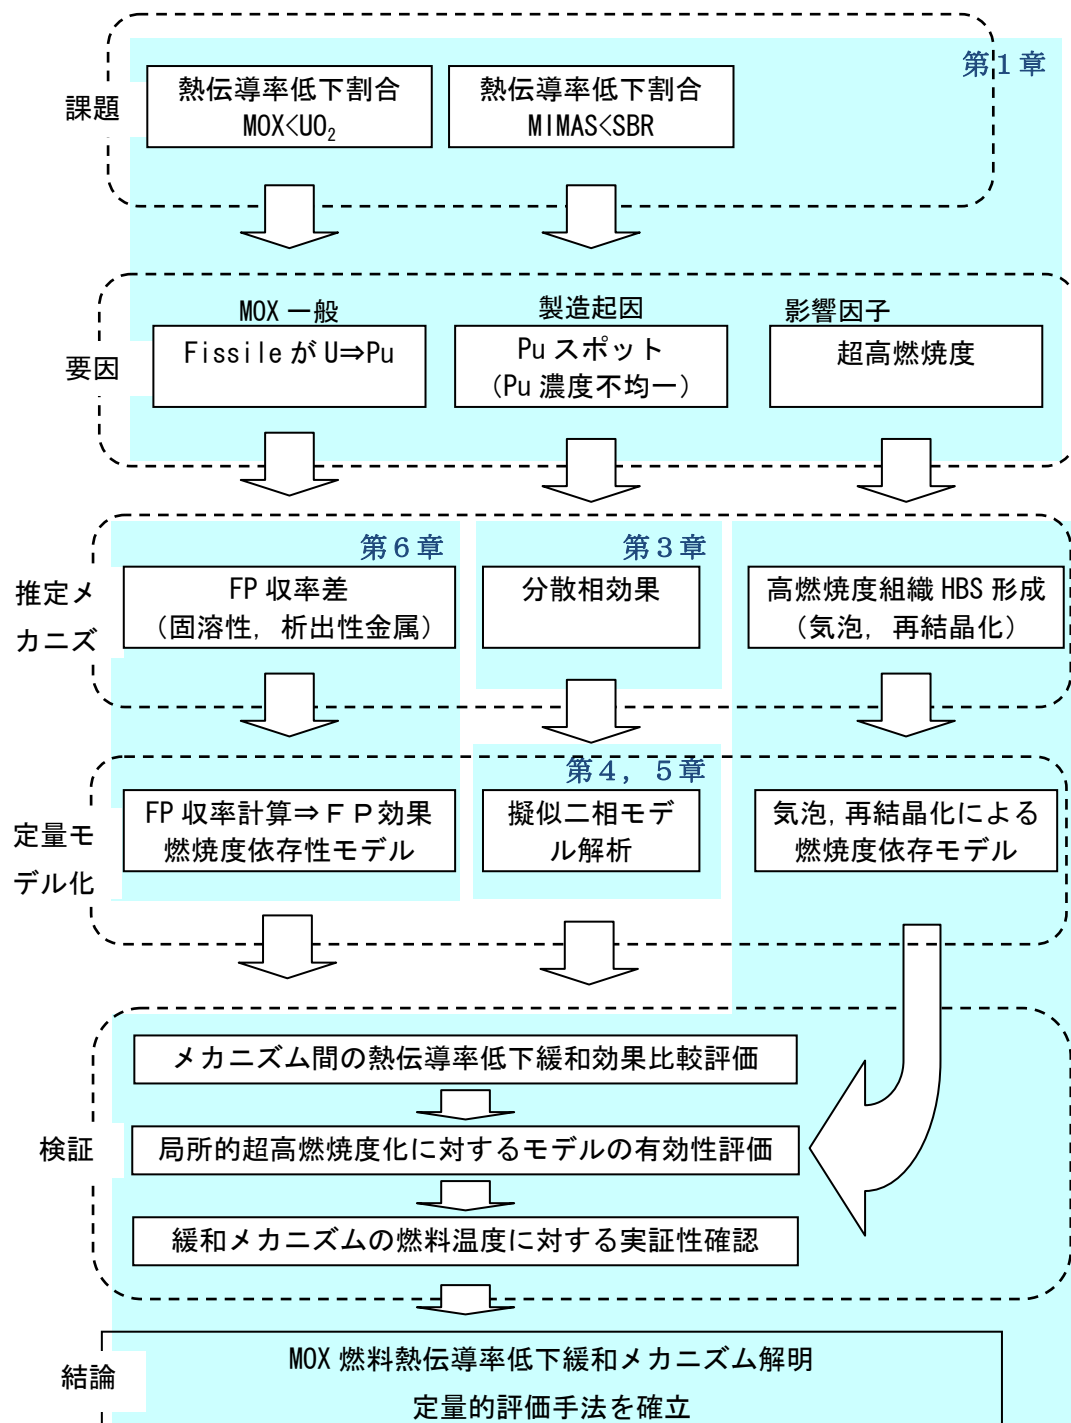 第1章
課題
熱伝導率低下割合
MOX<UO₂
熱伝導率低下割合
MIMAS<SBR
要因
MOX 一般
Fissile が U⇒Pu
製造起因
Pu スポット
（Pu 濃度不均一）
影響因子
超高燃焼度
推定メ
カニズ
第６章
FP 収率差
（固溶性，析出性金属）
第３章
分散相効果
高燃焼度組織 HBS 形成
（気泡，再結晶化）
定量モ
デル化
FP 収率計算⇒ＦＰ効果
燃焼度依存性モデル
第４，５章
擬似二相モデ
ル解析
気泡，再結晶化による
燃焼度依存モデル
検証
メカニズム間の熱伝導率低下緩和効果比較評価
局所的超高燃焼度化に対するモデルの有効性評価
緩和メカニズムの燃料温度に対する実証性確認
結論
MOX 燃料熱伝導率低下緩和メカニズム解明
定量的評価手法を確立